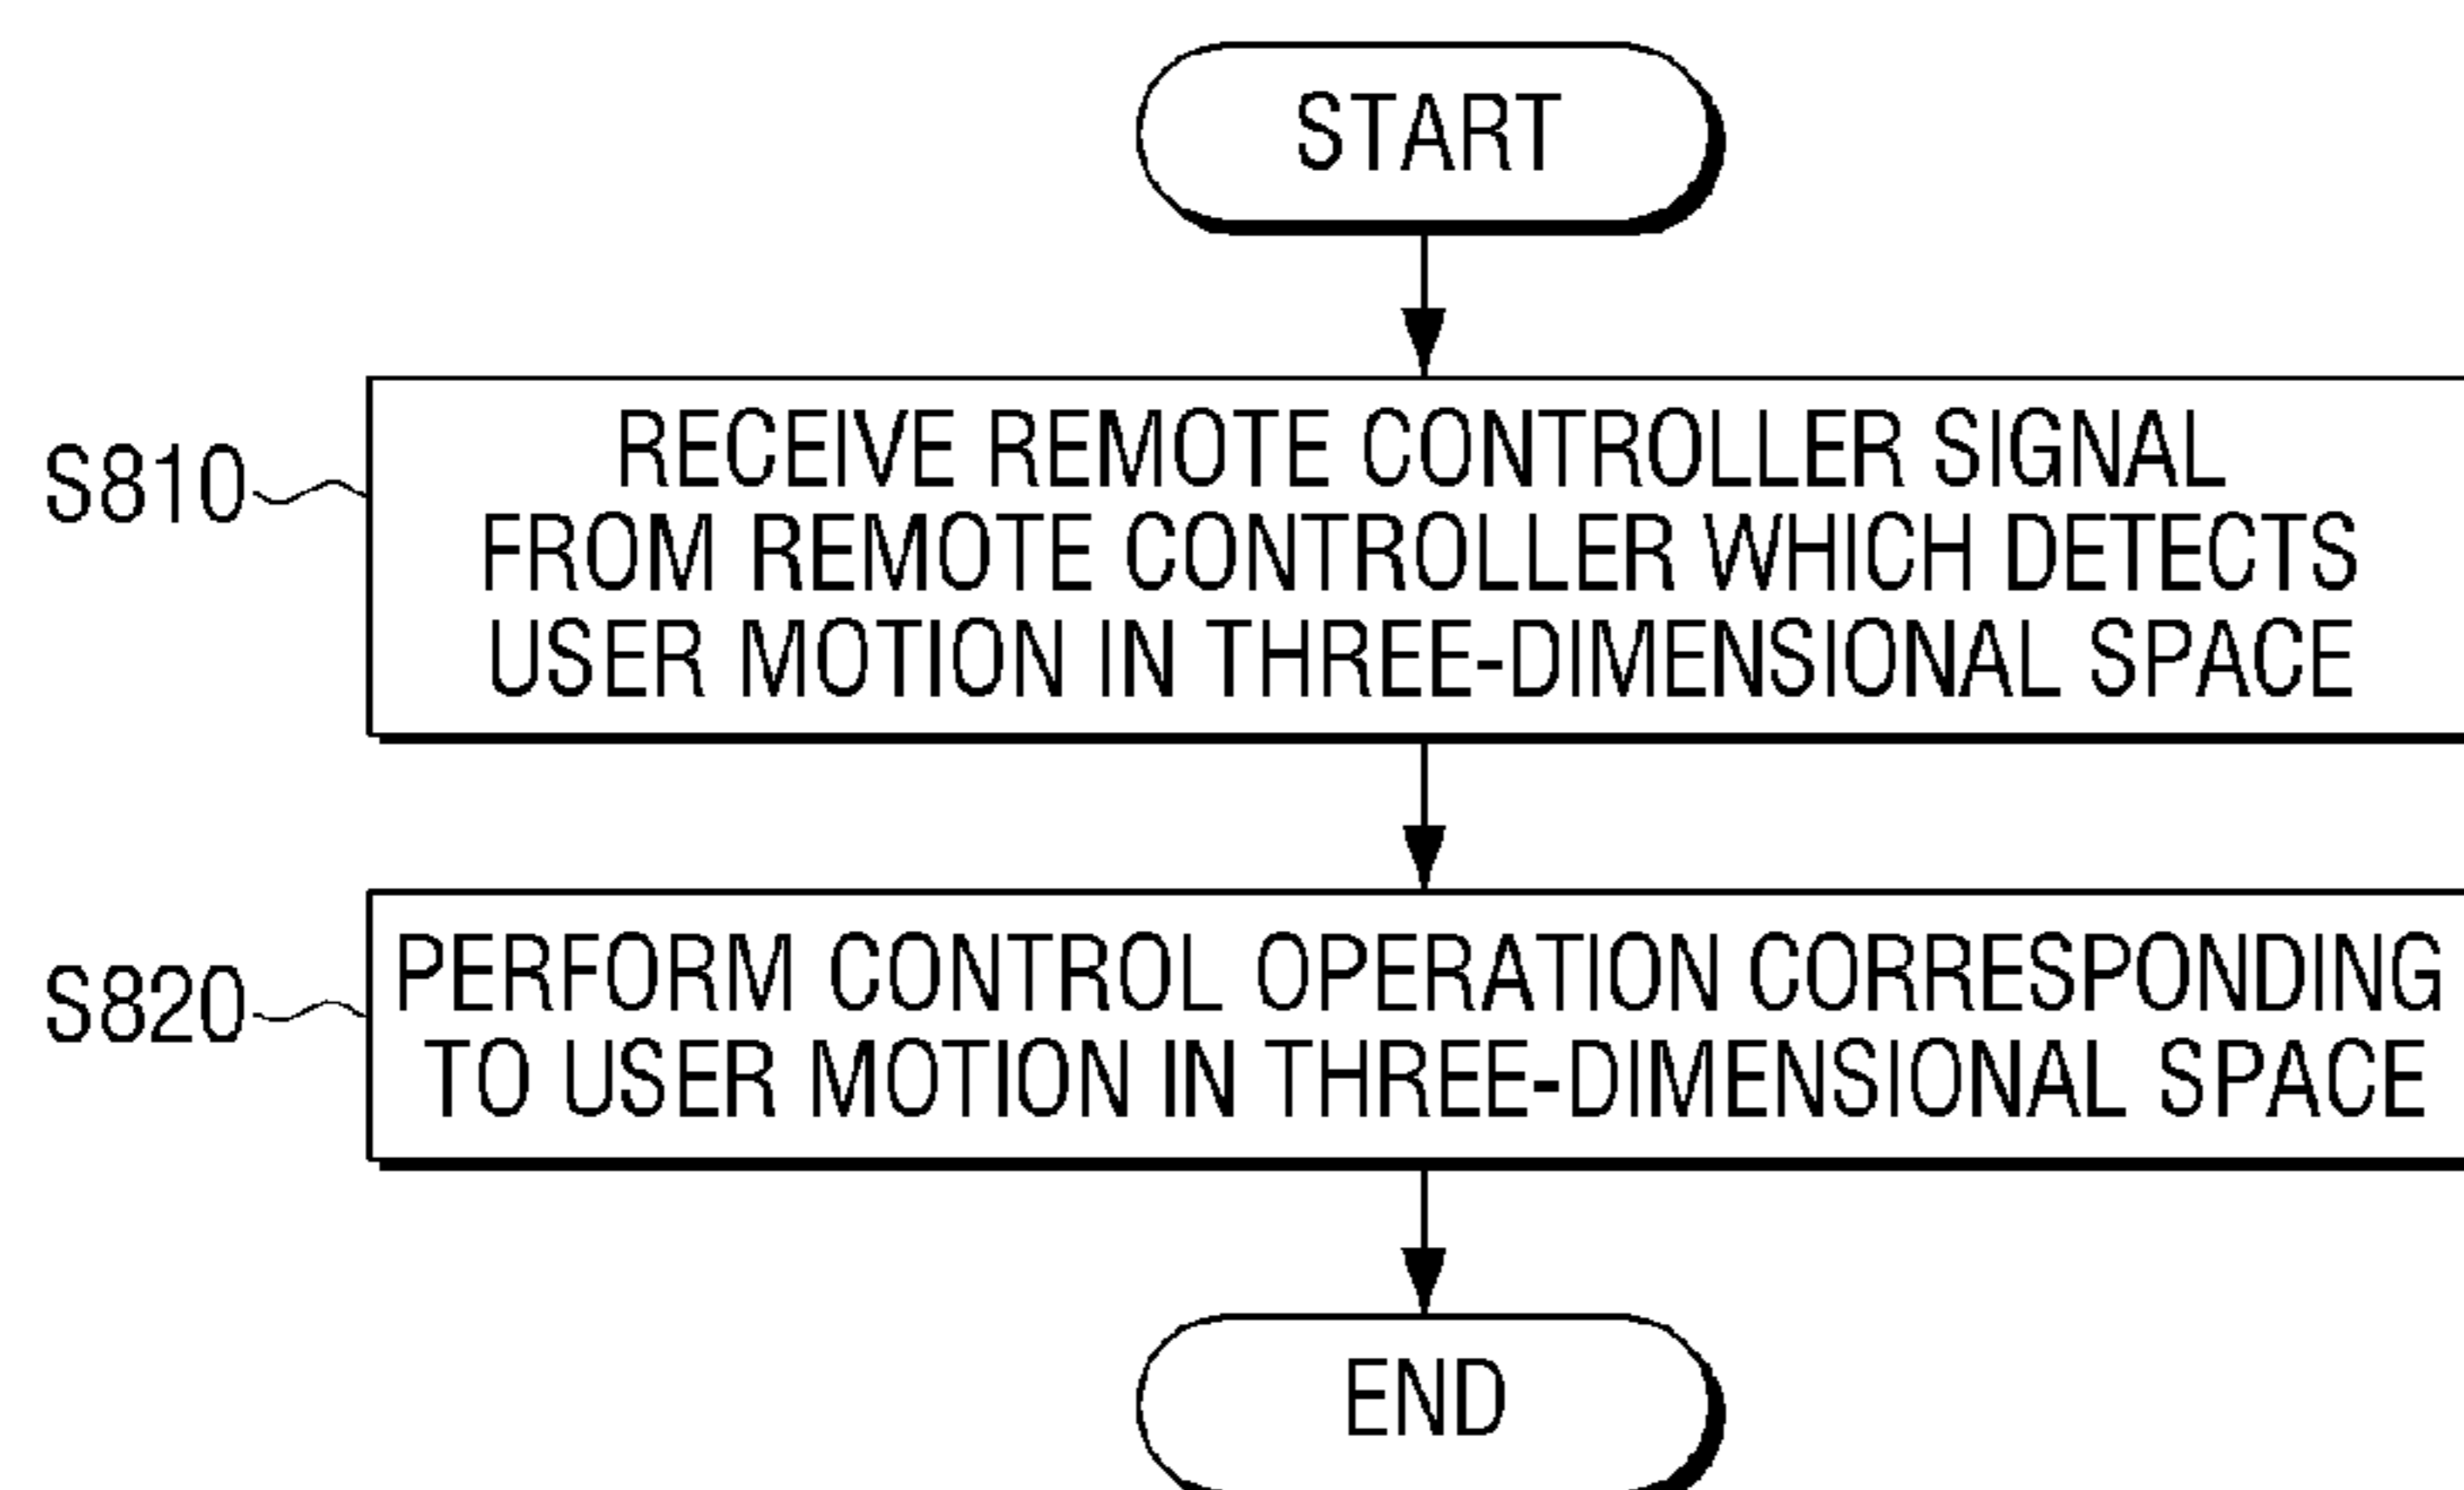 START
S810
RECEIVE REMOTE CONTROLLER SIGNAL
FROM REMOTE CONTROLLER WHICH DETECTS
USER MOTION IN THREE-DIMENSIONAL SPACE
S820
PERFORM CONTROL OPERATION CORRESPONDING
TO USER MOTION IN THREE-DIMENSIONAL SPACE
END